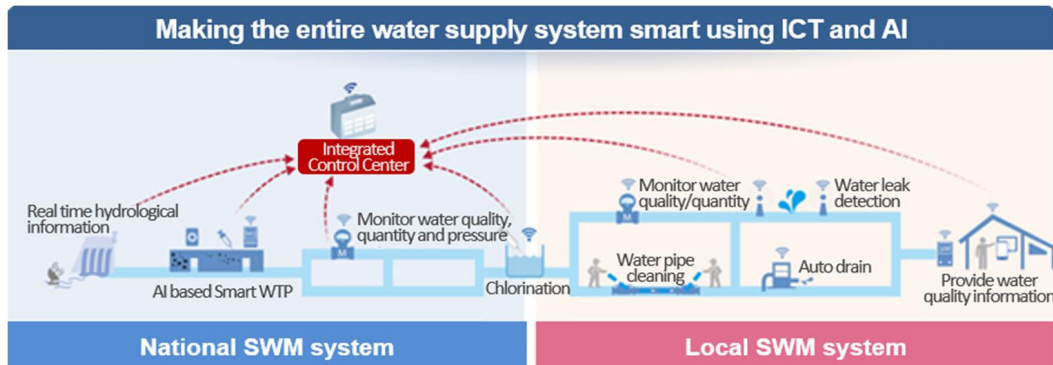 Making the entire water supply system smart using ICT and AI
Integrated
Control Center
Real time hydrological
information
AI based Smart WTP
Monitor water quality,
quantity and pressure
M
Chlorination
Monitor water
quality/quantity
M
Water leak
detection
Water pipe
cleaning
Auto drain
Provide water
quality information
National SWM system
Local SWM system